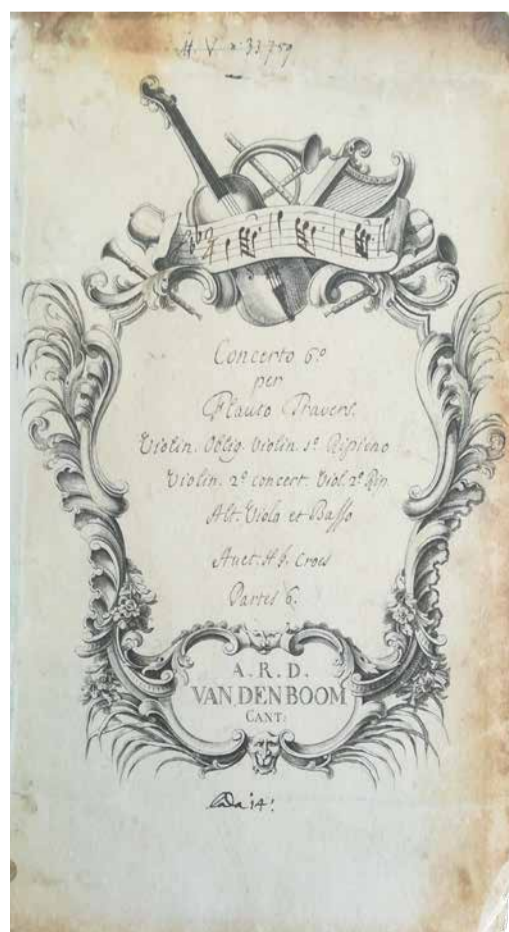 33759
Concerto 6º
per
Flauto Travers.
Violin. Oblig. Violin. 1º Ripieno
Violin. 2º concert. Viol. 2º Rip.
Alt. Viola et Basso
Auct. H. J. Croes
Partes 6.
A. R. D.
VAN DEN BOOM
CANT:
14